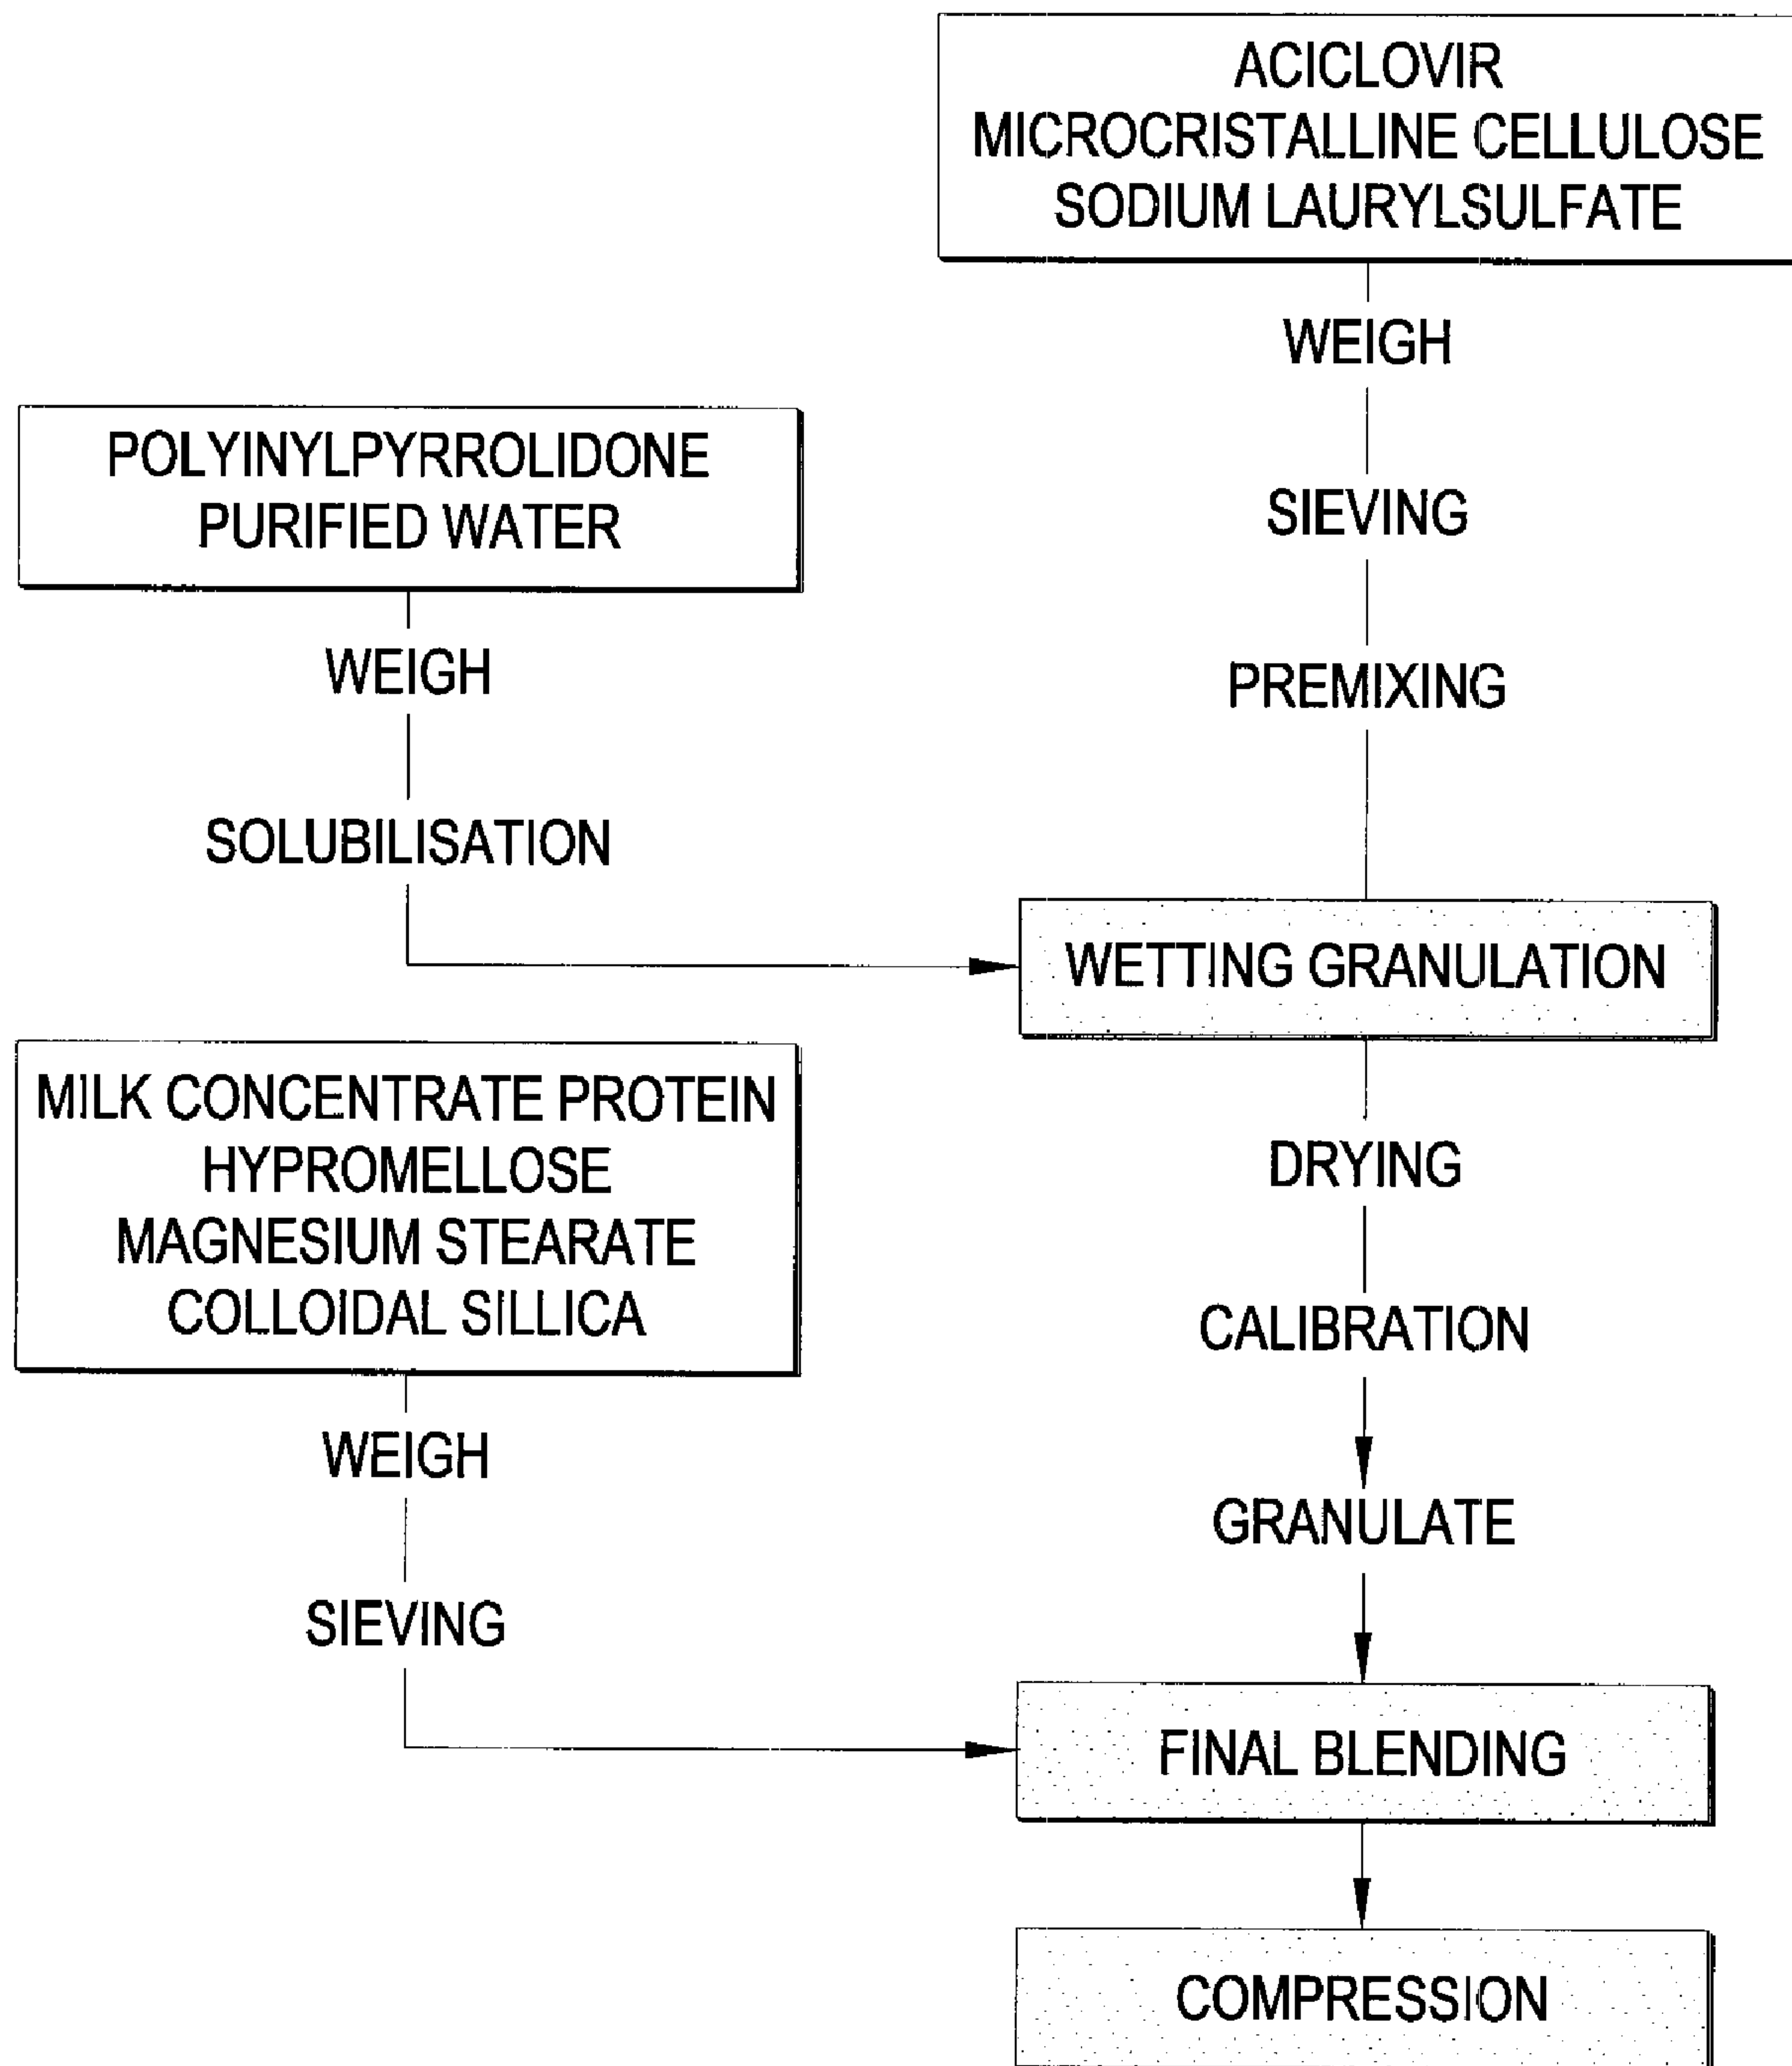 ACICLOVIR
MICROCRISTALLINE CELLULOSE
SODIUM LAURYLSULFATE
WEIGH
SIEVING
PREMIXING
POLYINYLPYRROLIDONE
PURIFIED WATER
WEIGH
SOLUBILISATION
WETTING GRANULATION
DRYING
CALIBRATION
GRANULATE
MILK CONCENTRATE PROTEIN
HYPROMELLOSE
MAGNESIUM STEARATE
COLLOIDAL SILLICA
WEIGH
SIEVING
FINAL BLENDING
COMPRESSION